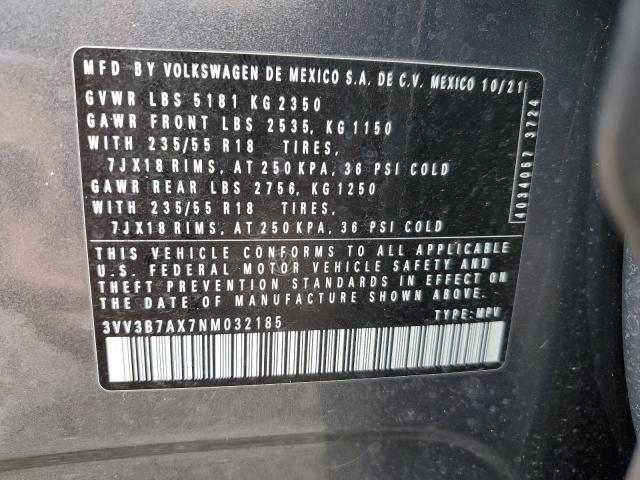 MFD BY VOLKSWAGEN DE MEXICO S.A. DE C.V. MEXICO 10/21
GVWR LBS 5181 KG 2350
GAWR FRONT LBS 2535, KG 1150
WITH 235/55 R18 TIRES,
7JX18 RIMS, AT 250 KPA, 36 PSI COLD
GAWR REAR LBS 2756, KG 1250
WITH 235/55 R18 TIRES,
7JX18 RIMS, AT 250 KPA, 36 PSI COLD
THIS VEHICLE CONFORMS TO ALL APPLICABLE
U.S. FEDERAL MOTOR VEHICLE SAFETY AND
THEFT PREVENTION STANDARDS IN EFFECT ON
THE DATE OF MANUFACTURE SHOWN ABOVE.
3VV3B7AX7NM032185 TYPE: MPV
4034057 3724